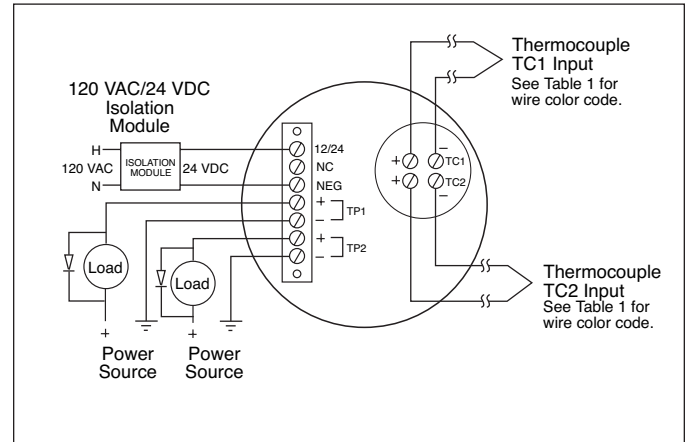 120 VAC/24 VDC
Isolation
Module
H
120 VAC
N
ISOLATION
MODULE
24 VDC
12/24
NC
NEG
+
TP1
–
+
TP2
–
Load
Load
+
Power
Source
+
Power
Source
+
–
TC1
+
TC2
–
Thermocouple
TC1 Input
See Table 1 for
wire color code.
Thermocouple
TC2 Input
See Table 1 for
wire color code.